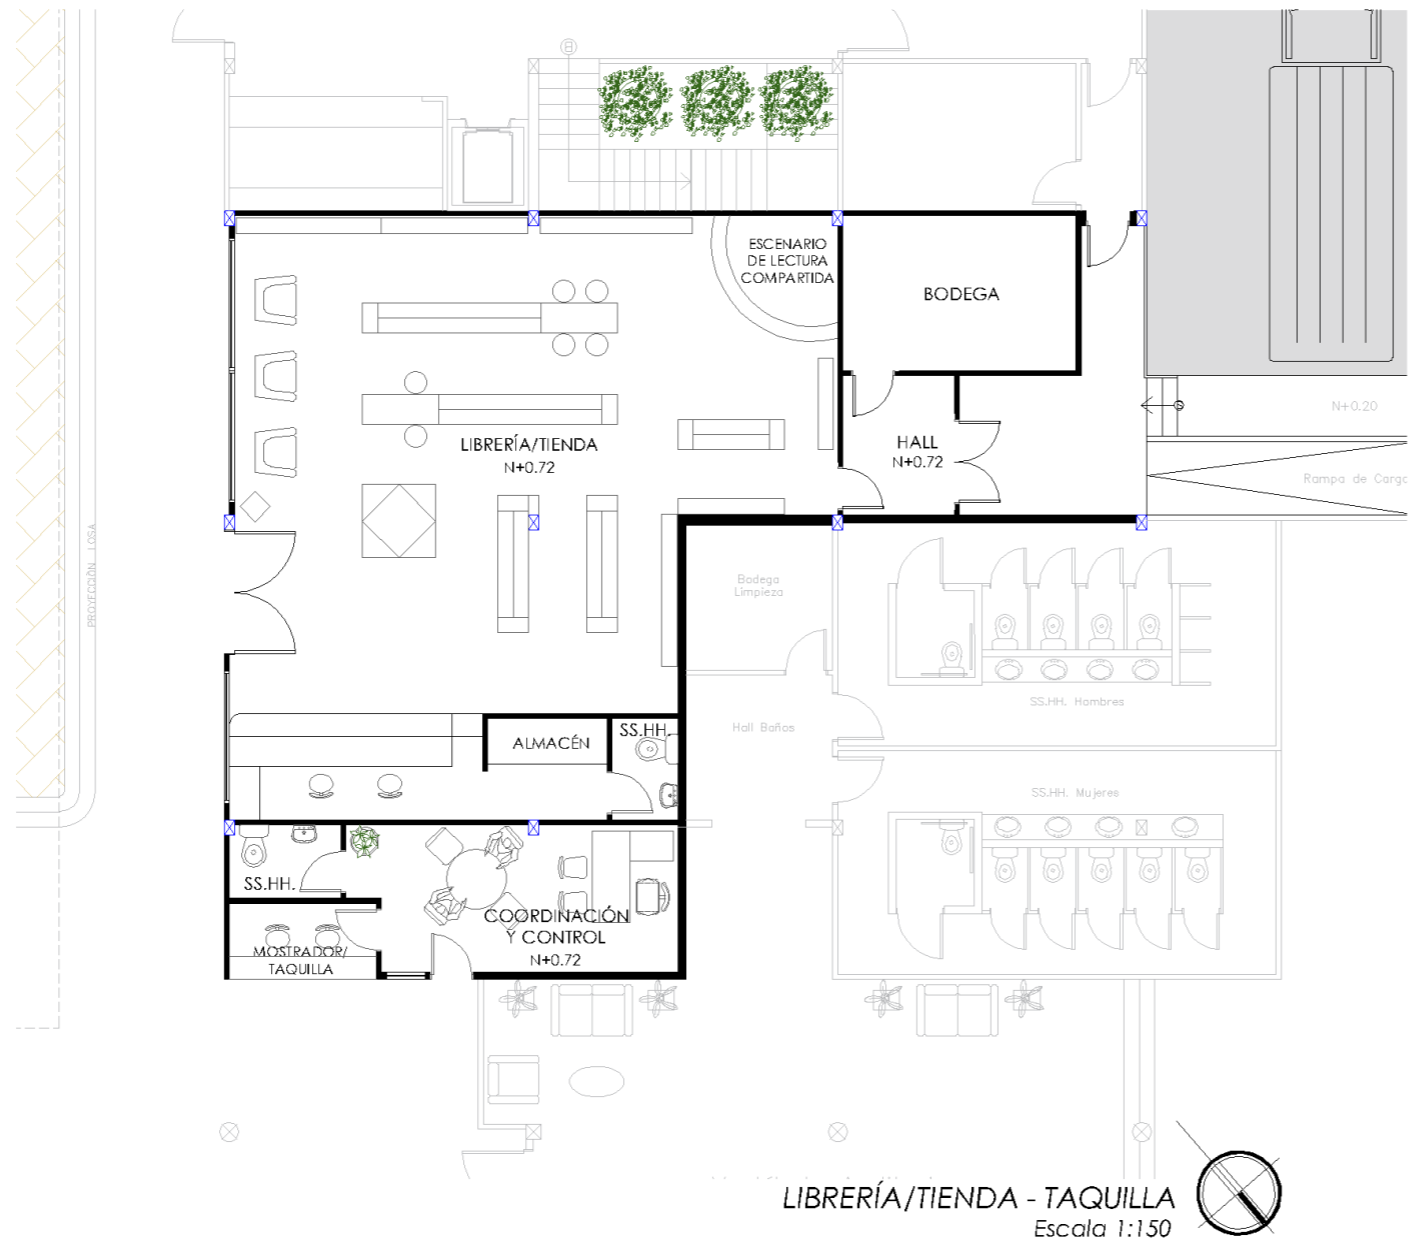 B
ESCENARIO
DE LECTURA
COMPARTIDA
BODEGA
N+0.20
LIBRERÍA/TIENDA
N+0.72
HALL
N+0.72
Rampa de Carga
PROYECCIÓN LOSA
Bodega
Limpieza
SS.HH. Hombres
Hall Baños
ALMACÉN
SS.HH.
SS.HH. Mujeres
SS.HH.
COORDINACIÓN
Y CONTROL
N+0.72
MOSTRADOR/
TAQUILLA
LIBRERÍA/TIENDA - TAQUILLA
Escala 1:150